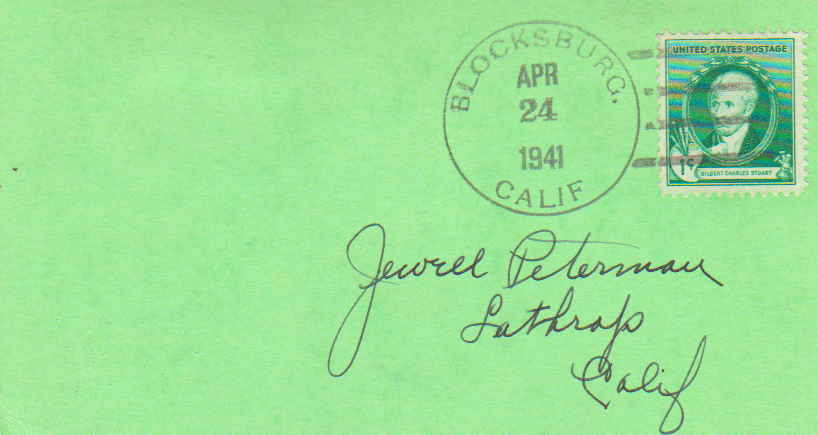 BLOCKSBURG,
APR
24
1941
CALIF
UNITED STATES POSTAGE
1¢
GILBERT CHARLES STUART
Jewell Peterman
Lathrop
Calif